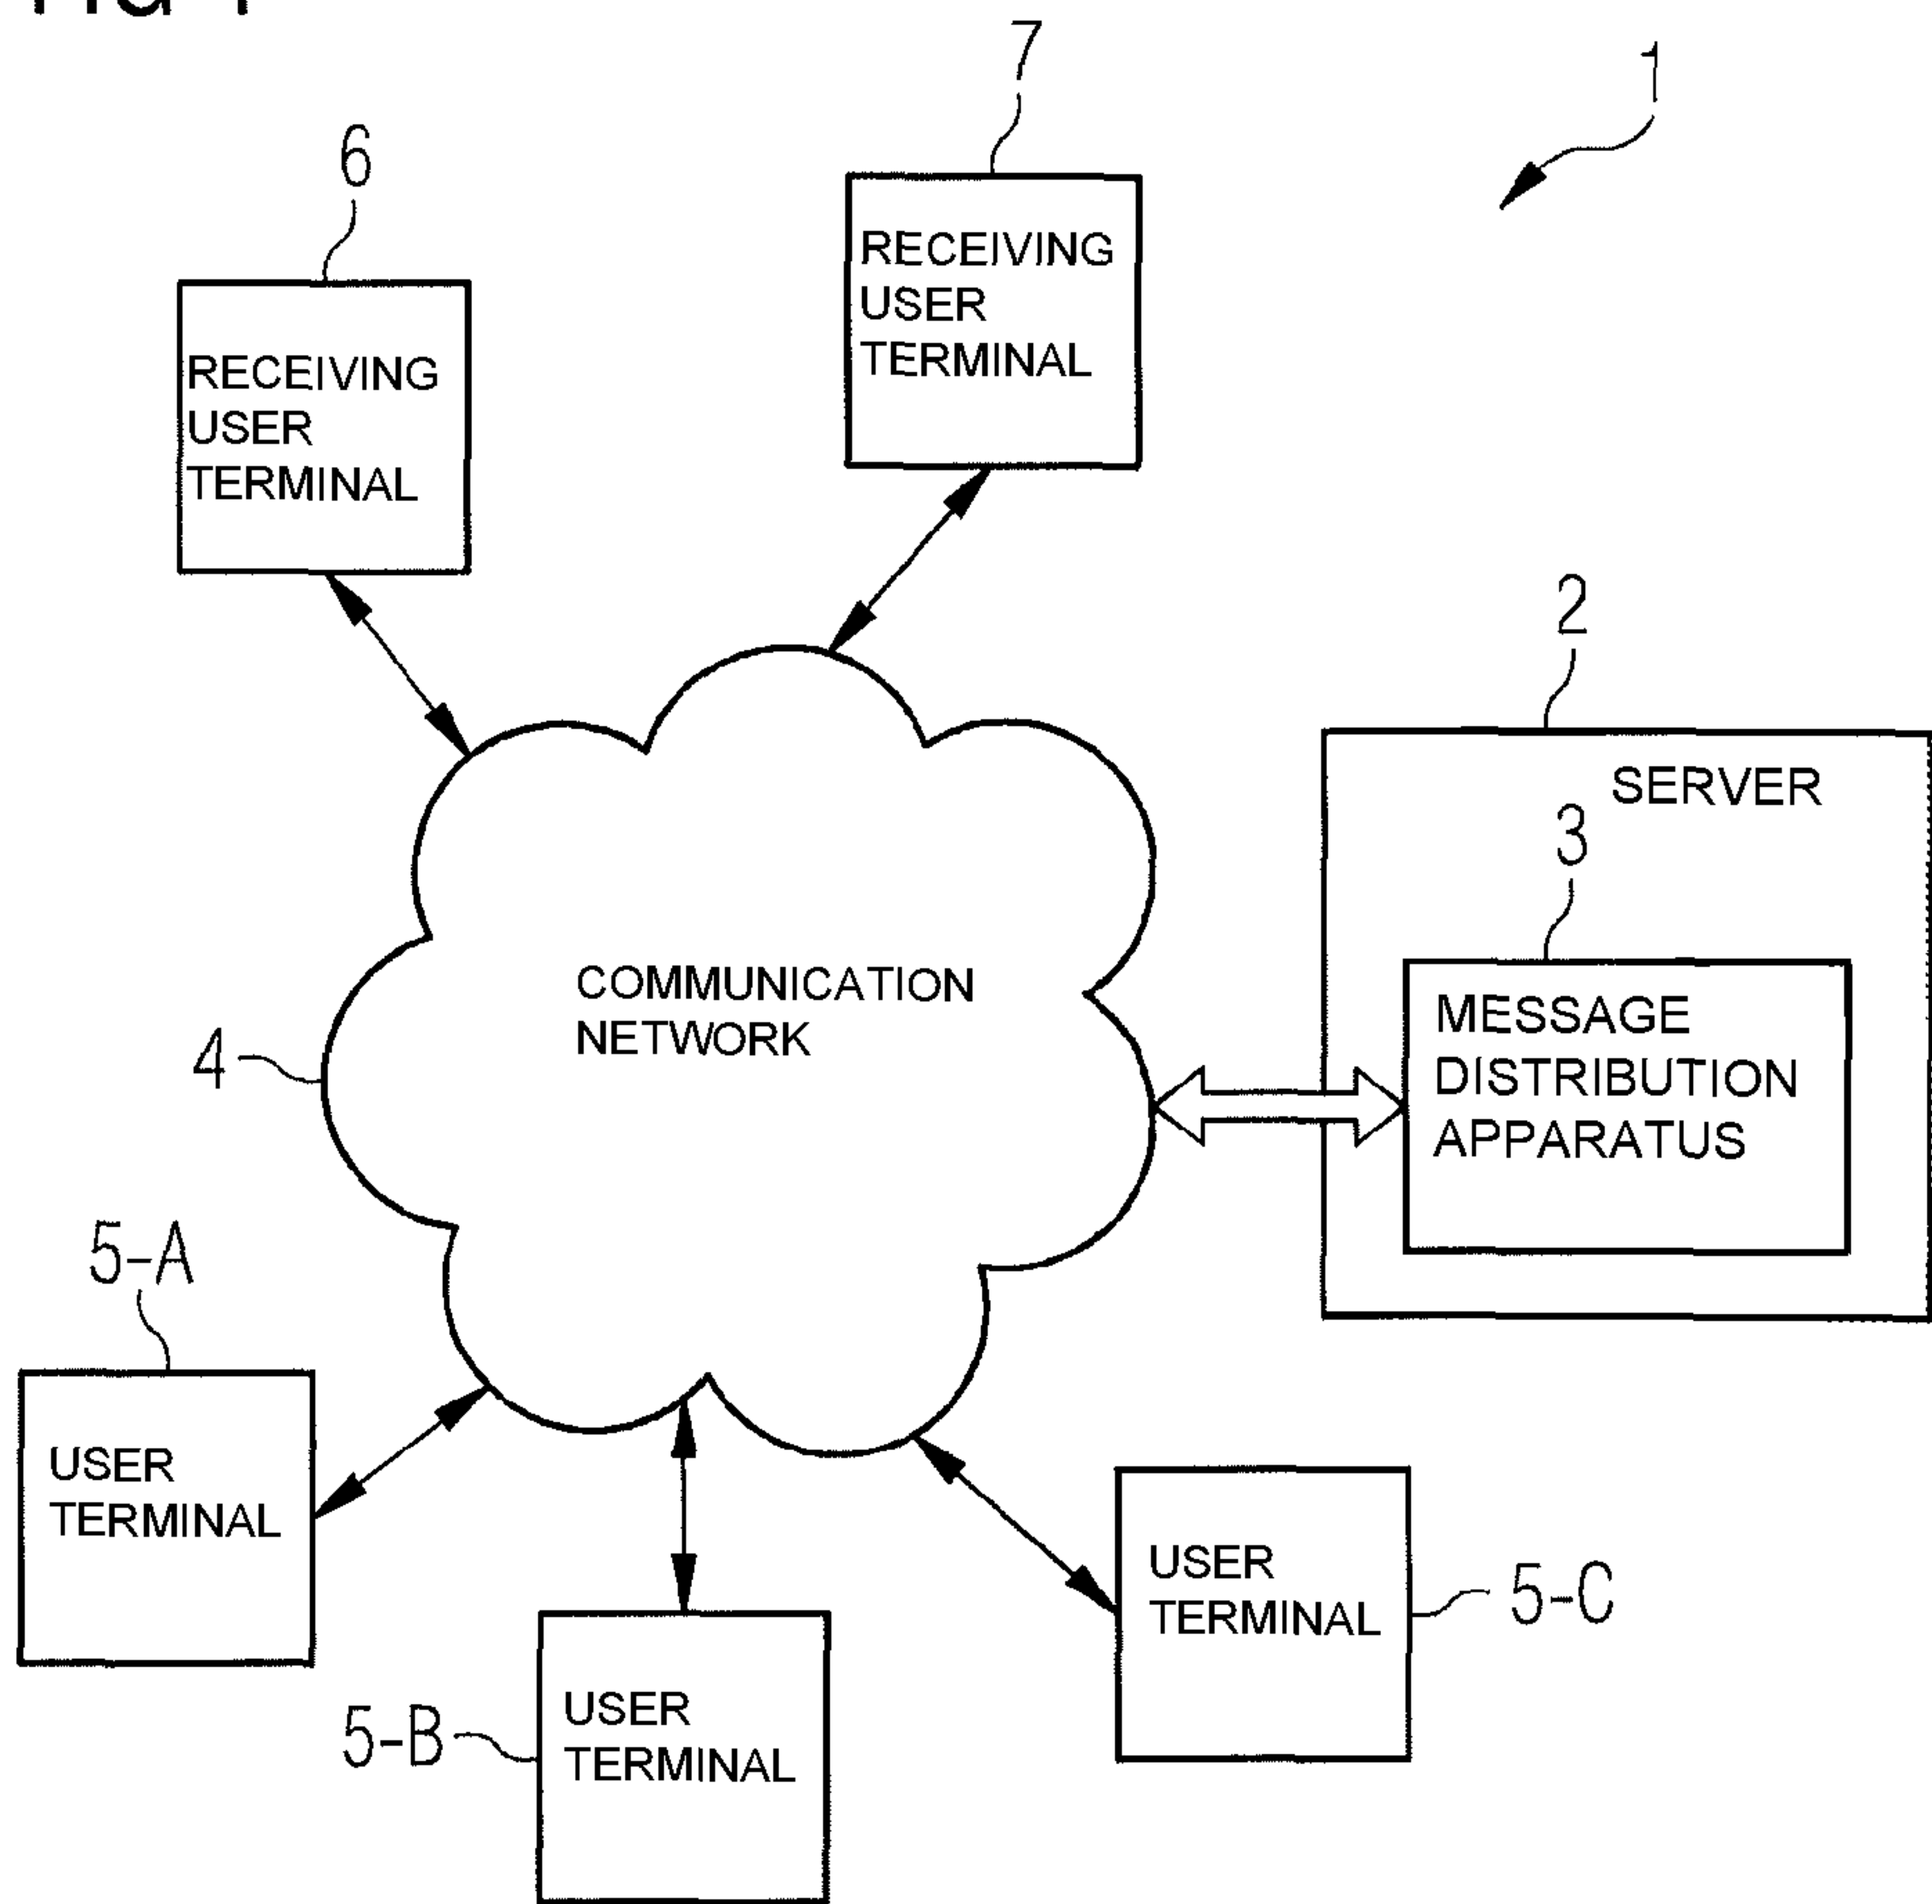 7
1
6
RECEIVING
USER
TERMINAL
RECEIVING
USER
TERMINAL
2
SERVER
3
COMMUNICATION
NETWORK
MESSAGE
DISTRIBUTION
APPARATUS
4
5-A
USER
TERMINAL
USER
TERMINAL
5-C
5-B
USER
TERMINAL